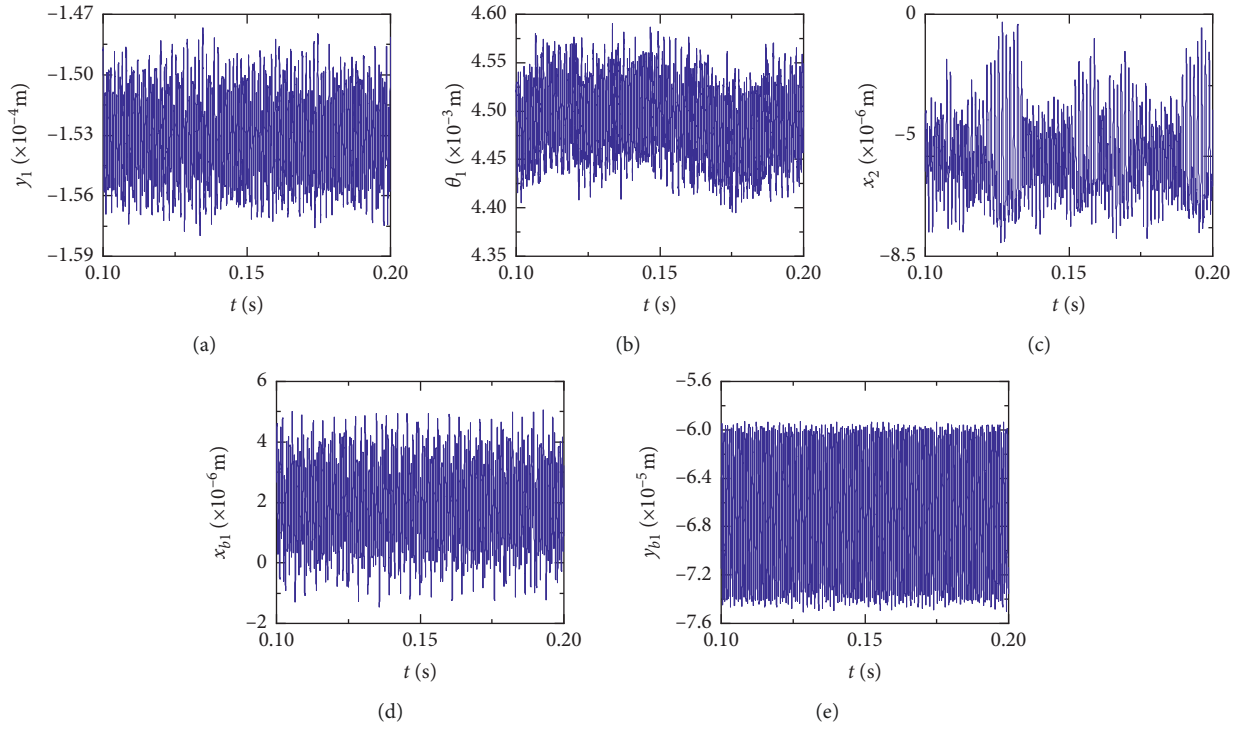 y₁ (×10⁻⁴ m)
−1.47
−1.50
−1.53
−1.56
−1.59
0.10 0.15 0.20
t (s)
(a)
θ₁ (×10⁻³ m)
4.60
4.55
4.50
4.45
4.40
4.35
0.10 0.15 0.20
t (s)
(b)
x₂ (×10⁻⁶ m)
0
−5
−8.5
0.10 0.15 0.20
t (s)
(c)
x_b1 (×10⁻⁶ m)
6
4
2
0
−2
0.10 0.15 0.20
t (s)
(d)
y_b1 (×10⁻⁵ m)
−5.6
−6.0
−6.4
−6.8
−7.2
−7.6
0.10 0.15 0.20
t (s)
(e)